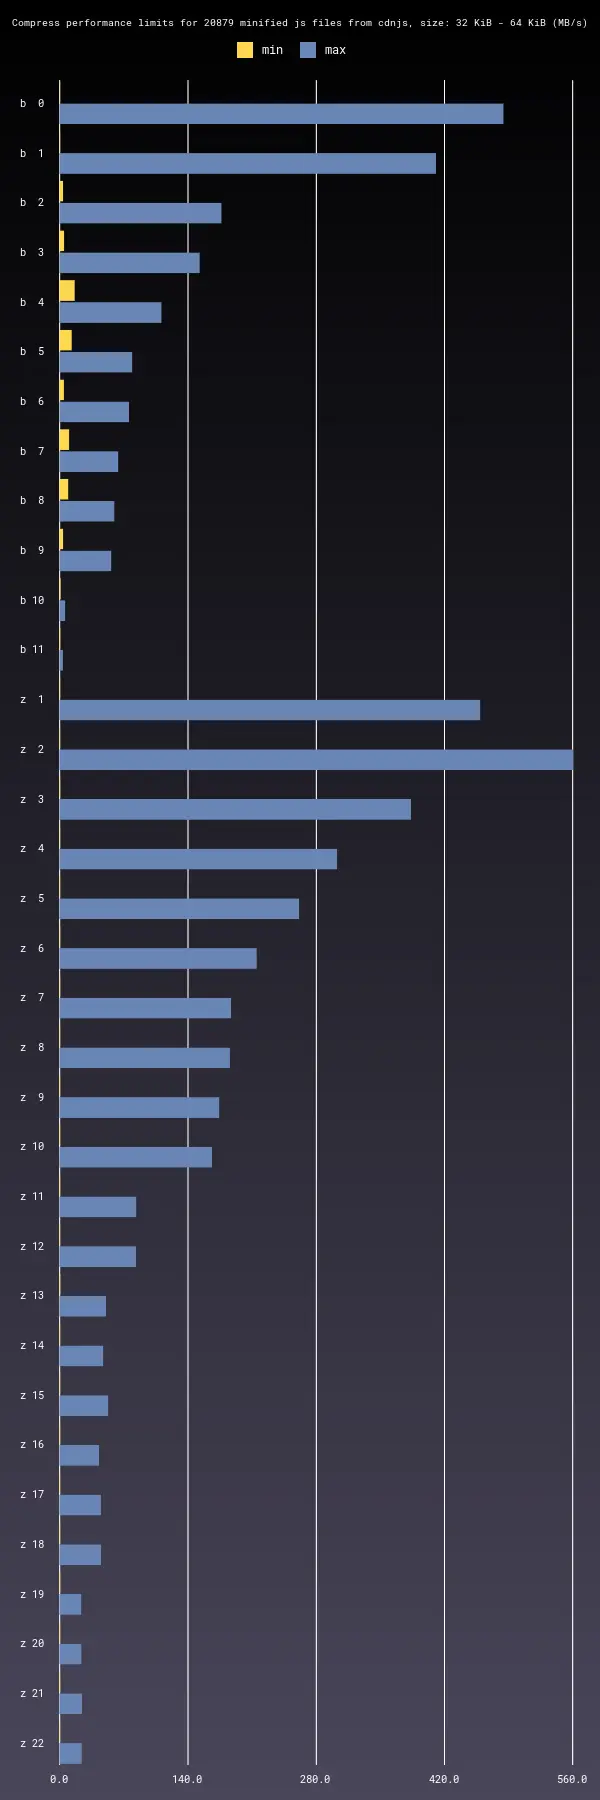 Compress performance limits for 20879 minified js files from cdnjs, size: 32 KiB - 64 KiB (MB/s)
min max
b 0
b 1
b 2
b 3
b 4
b 5
b 6
b 7
b 8
b 9
b 10
b 11
z 1
z 2
z 3
z 4
z 5
z 6
z 7
z 8
z 9
z 10
z 11
z 12
z 13
z 14
z 15
z 16
z 17
z 18
z 19
z 20
z 21
z 22
0.0 140.0 280.0 420.0 560.0